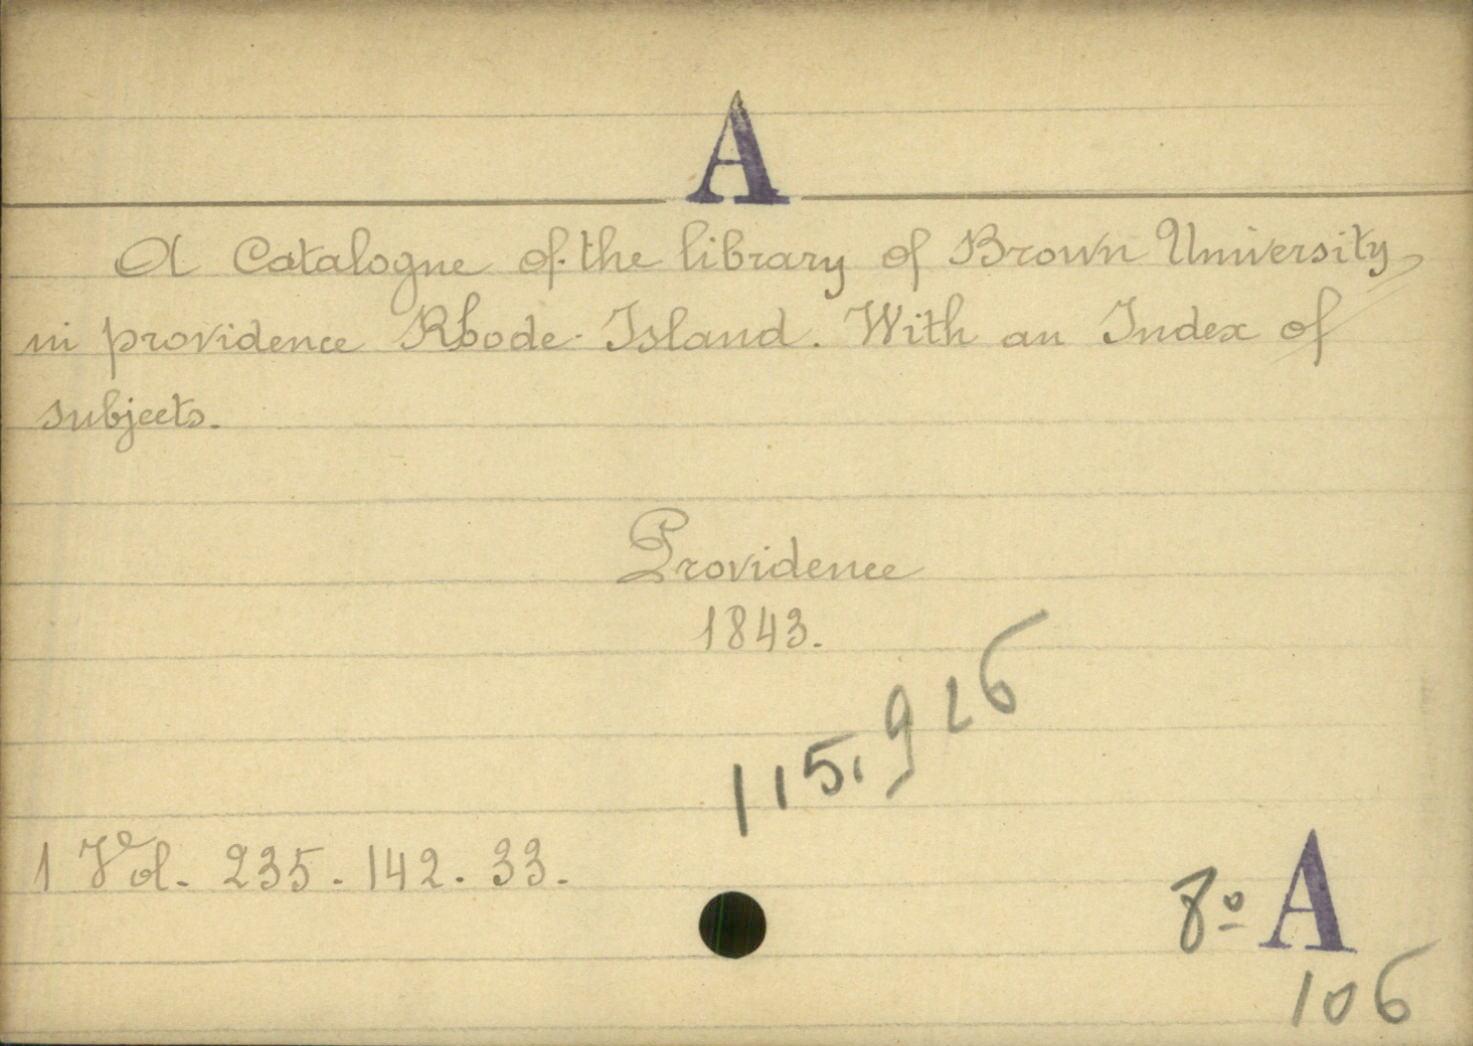 A
A Catalogue of the library of Brown University,
in providence Rhode-Island. With an Index of
subjects.
Providence
1843.
115,926
1 Vol. 235.142.33.
8º A
106